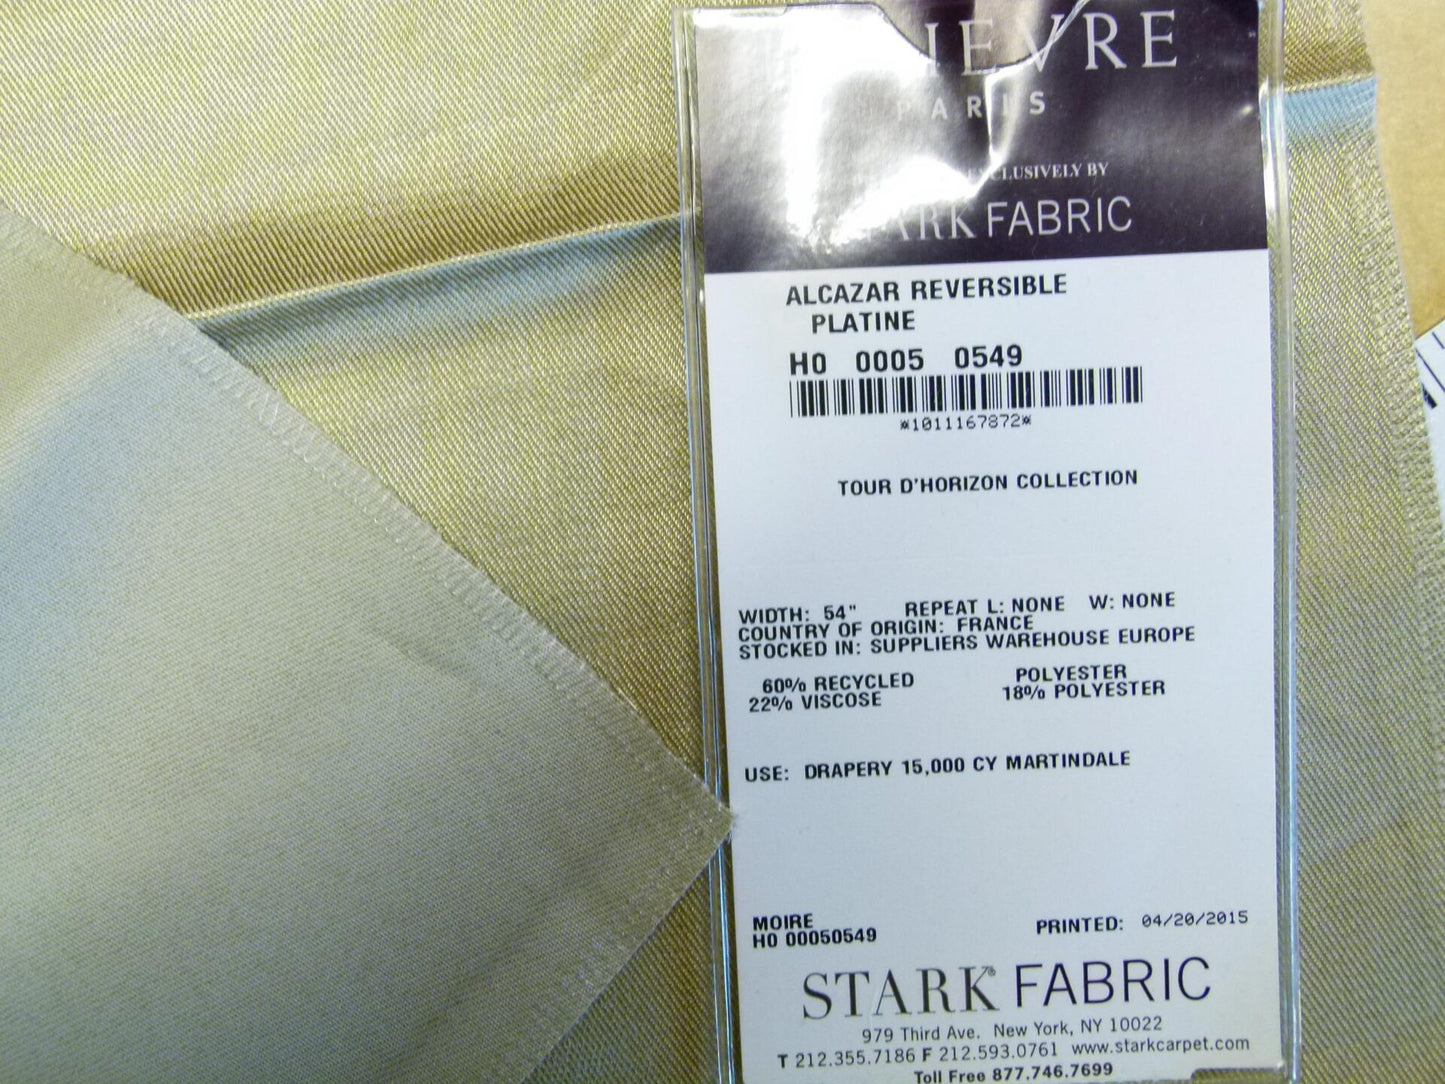 PARIS
BY
FABRIC
ALCAZAR REVERSIBLE
PLATINE
H0 0005 0549
*1011167872*
TOUR D'HORIZON COLLECTION
WIDTH: 54" REPEAT L: NONE W: NONE
COUNTRY OF ORIGIN: FRANCE
STOCKED IN: SUPPLIERS WAREHOUSE EUROPE
60% RECYCLED POLYESTER
22% VISCOSE 18% POLYESTER
USE: DRAPERY 15,000 CY MARTINDALE
MOIRE
H0 00050549 PRINTED: 04/20/2015
STARK® FABRIC
979 Third Ave. New York, NY 10022
T 212.355.7186 F 212.593.0761 www.starkcarpet.com
Toll Free 877.746.7699